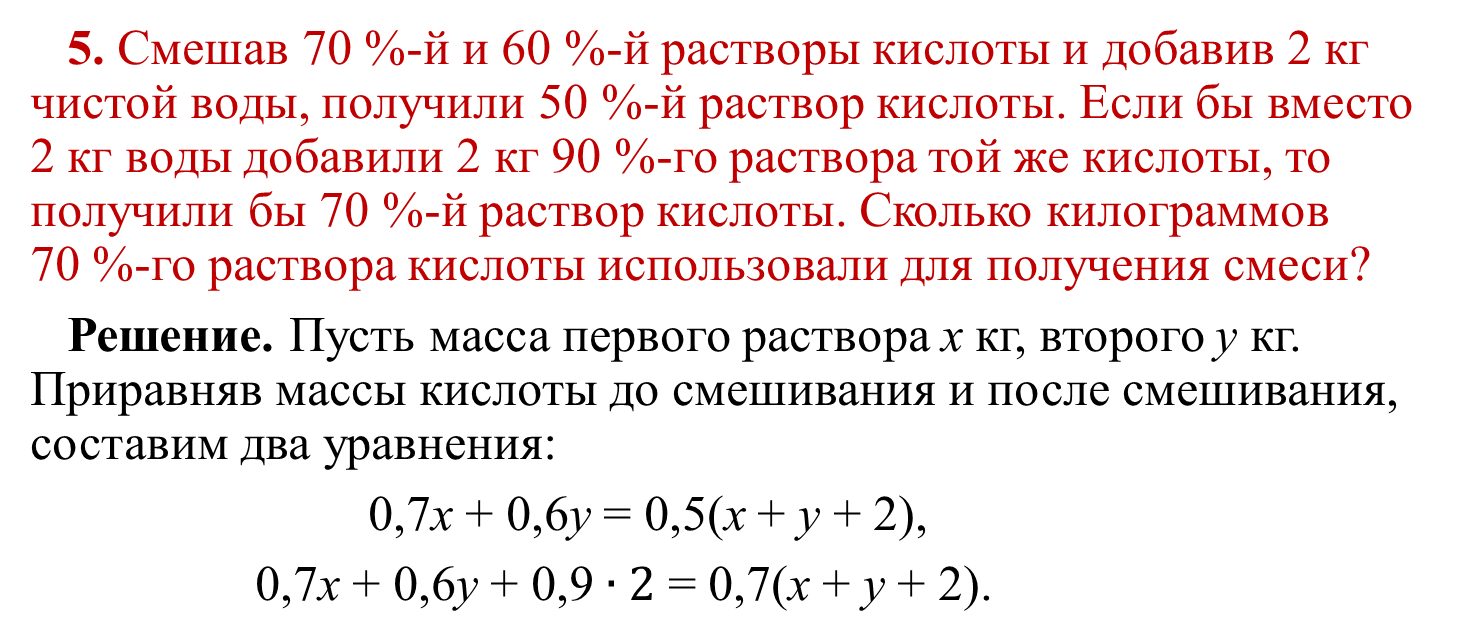 5. Смешав 70 %-й и 60 %-й растворы кислоты и добавив 2 кг
чистой воды, получили 50 %-й раствор кислоты. Если бы вместо
2 кг воды добавили 2 кг 90 %-го раствора той же кислоты, то
получили бы 70 %-й раствор кислоты. Сколько килограммов
70 %-го раствора кислоты использовали для получения смеси?
Решение. Пусть масса первого раствора x кг, второго y кг.
Приравняв массы кислоты до смешивания и после смешивания,
составим два уравнения:
0,7x + 0,6y = 0,5(x + y + 2),
0,7x + 0,6y + 0,9 · 2 = 0,7(x + y + 2).